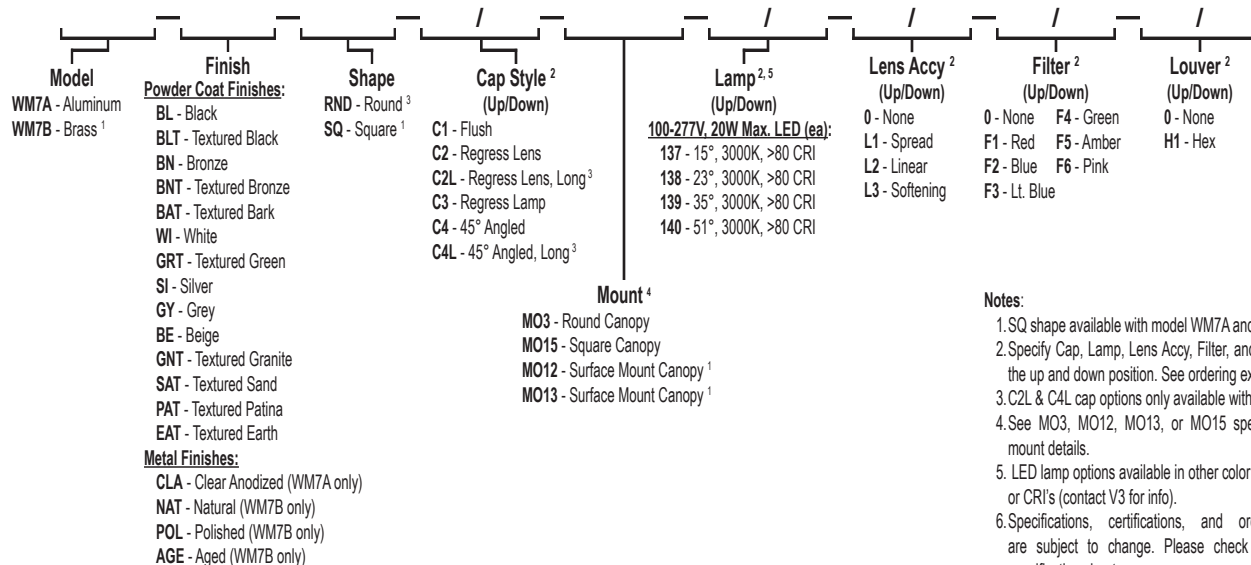 Model
WM7A - Aluminum
WM7B - Brass 1
Finish
Powder Coat Finishes:
BL - Black
BLT - Textured Black
BN - Bronze
BNT - Textured Bronze
BAT - Textured Bark
WI - White
GRT - Textured Green
SI - Silver
GY - Grey
BE - Beige
GNT - Textured Granite
SAT - Textured Sand
PAT - Textured Patina
EAT - Textured Earth
Metal Finishes:
CLA - Clear Anodized (WM7A only)
NAT - Natural (WM7B only)
POL - Polished (WM7B only)
AGE - Aged (WM7B only)
Shape
RND - Round 3
SQ - Square 1
Cap Style 2
(Up/Down)
C1 - Flush
C2 - Regress Lens
C2L - Regress Lens, Long 3
C3 - Regress Lamp
C4 - 45° Angled
C4L - 45° Angled, Long 3
Mount 4
MO3 - Round Canopy
MO15 - Square Canopy
MO12 - Surface Mount Canopy 1
MO13 - Surface Mount Canopy 1
Lamp 2, 5
(Up/Down)
100-277V, 20W Max. LED (ea):
137 - 15°, 3000K, >80 CRI
138 - 23°, 3000K, >80 CRI
139 - 35°, 3000K, >80 CRI
140 - 51°, 3000K, >80 CRI
Lens Accy 2
(Up/Down)
0 - None
L1 - Spread
L2 - Linear
L3 - Softening
Filter 2
(Up/Down)
0 - None F4 - Green
F1 - Red F5 - Amber
F2 - Blue F6 - Pink
F3 - Lt. Blue
Louver 2
(Up/Down)
0 - None
H1 - Hex
Notes:
1. SQ shape available with model WM7A and
2. Specify Cap, Lamp, Lens Accy, Filter, and
the up and down position. See ordering
3. C2L & C4L cap options only available with
4. See MO3, MO12, MO13, or MO15
mount details.
5. LED lamp options available in other color
or CRI's (contact V3 for info).
6. Specifications, certifications, and
are subject to change. Please check